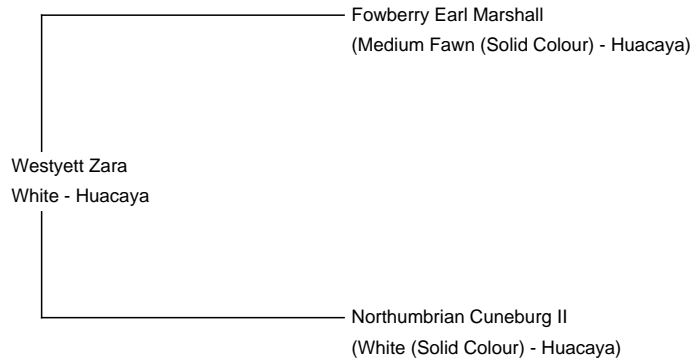 Fowberry Earl Marshall
(Medium Fawn (Solid Colour) - Huacaya)
Westyett Zara
White - Huacaya
Northumbrian Cuneburg II
(White (Solid Colour) - Huacaya)